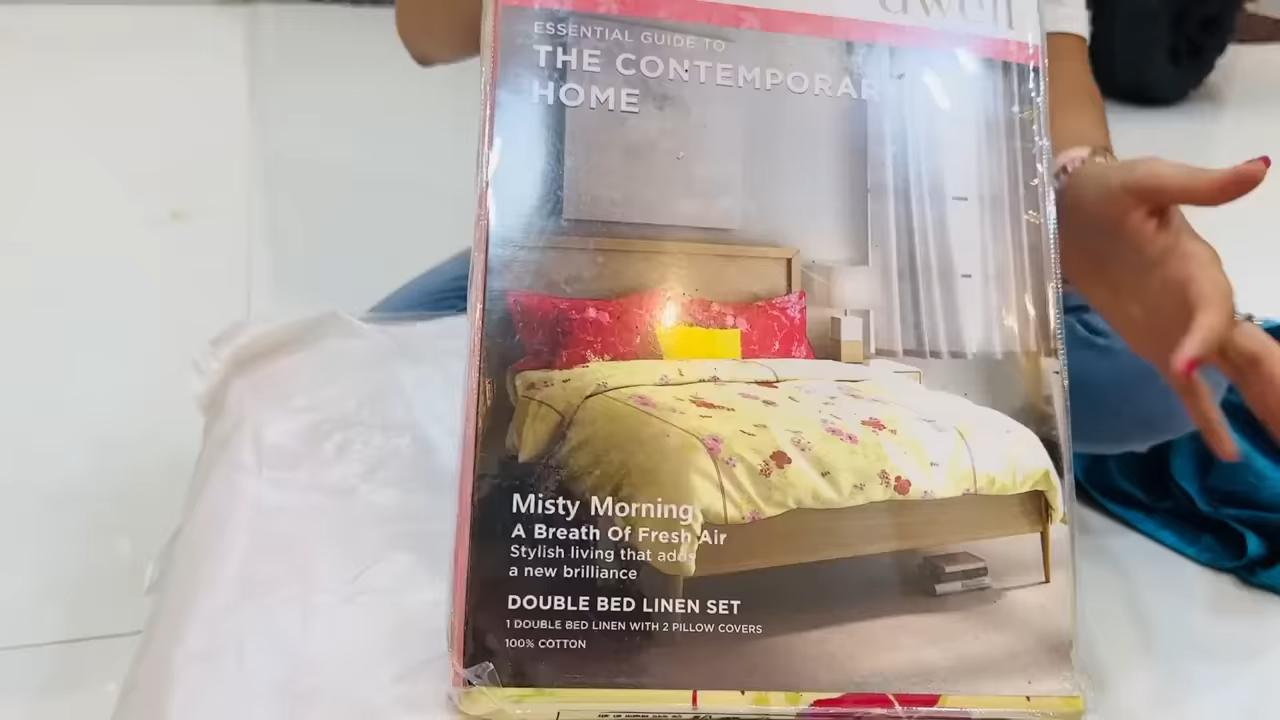 dwell
ESSENTIAL GUIDE TO
THE CONTEMPORAR
HOME
Misty Morning
A Breath Of Fresh Air
Stylish living that adds
a new brilliance
DOUBLE BED LINEN SET
1 DOUBLE BED LINEN WITH 2 PILLOW COVERS
100% COTTON